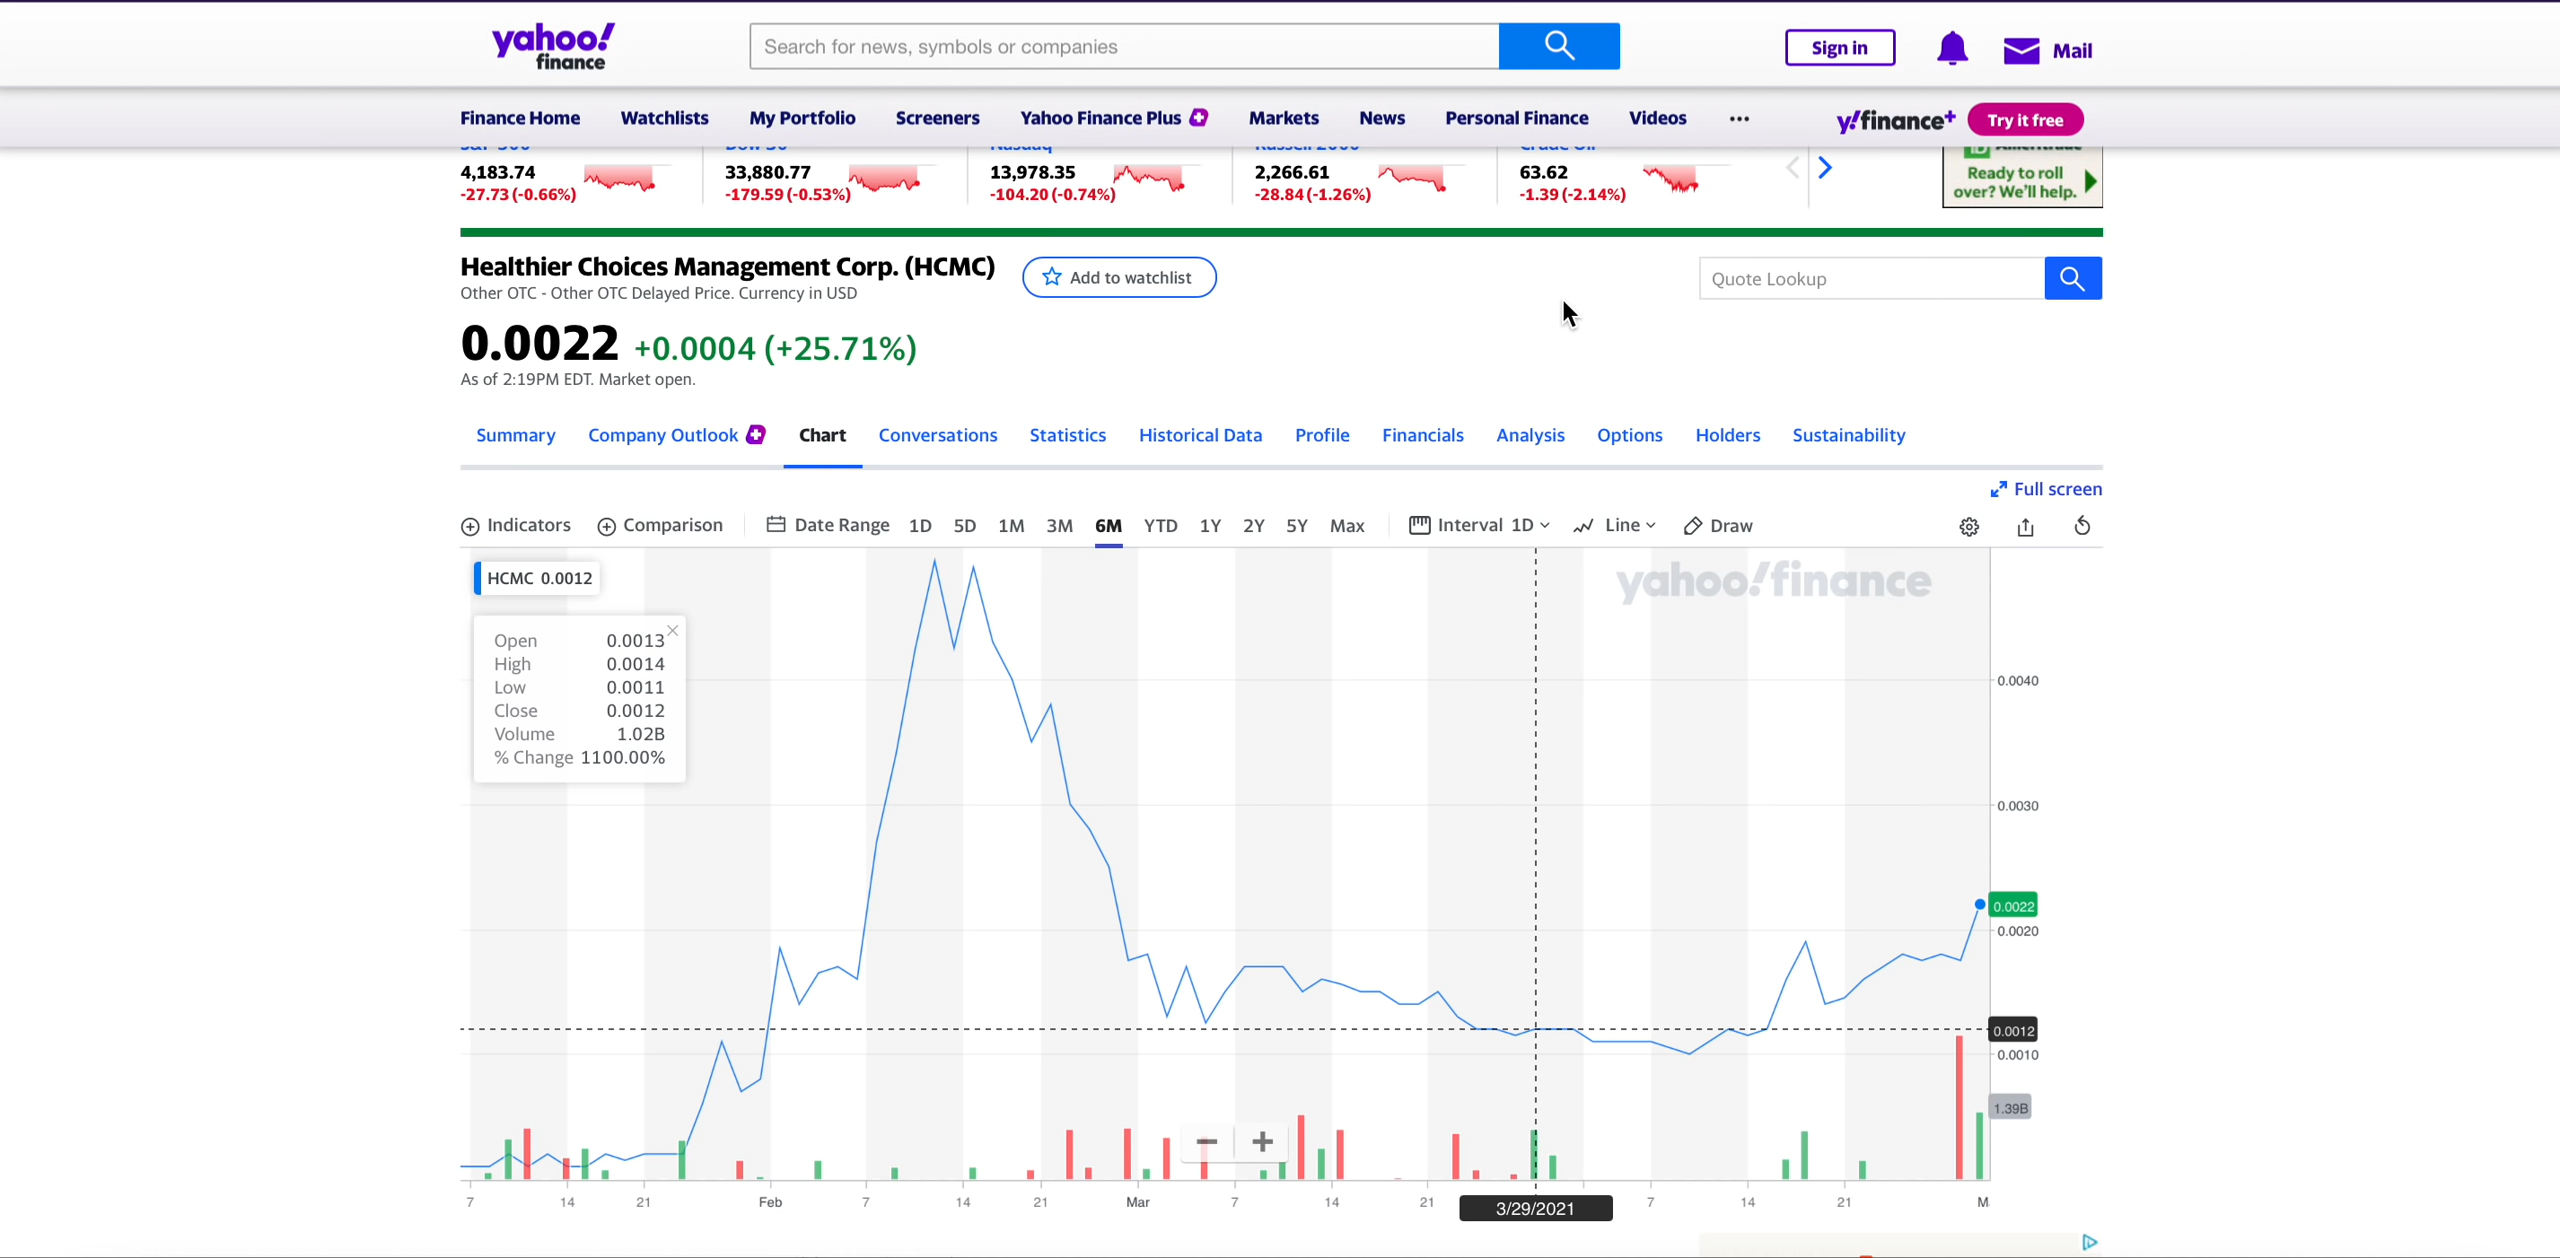 yahoo!
finance
Search for news, symbols or companies
Sign in
Mail
Finance Home Watchlists My Portfolio Screeners Yahoo Finance Plus Markets News Personal Finance Videos ... y!finance+ Try it free
4,183.74 33,880.77 13,978.35 2,266.61 63.62
-27.73 (-0.66%) -179.59 (-0.53%) -104.20 (-0.74%) -28.84 (-1.26%) -1.39 (-2.14%)
Ready to roll
over? We'll help.
Healthier Choices Management Corp. (HCMC)
Other OTC - Other OTC Delayed Price. Currency in USD
Add to watchlist
Quote Lookup
0.0022 +0.0004 (+25.71%)
As of 2:19PM EDT. Market open.
Summary Company Outlook Chart Conversations Statistics Historical Data Profile Financials Analysis Options Holders Sustainability
Full screen
Indicators Comparison Date Range 1D 5D 1M 3M 6M YTD 1Y 2Y 5Y Max Interval 1D Line Draw
HCMC 0.0012
yahoo!finance
Open 0.0013
High 0.0014
Low 0.0011
Close 0.0012
Volume 1.02B
% Change 1100.00%
0.0040
0.0030
0.0022
0.0020
0.0012
0.0010
1.39B
7 14 21 Feb 7 14 21 Mar 7 14 21 3/29/2021 7 14 21 M